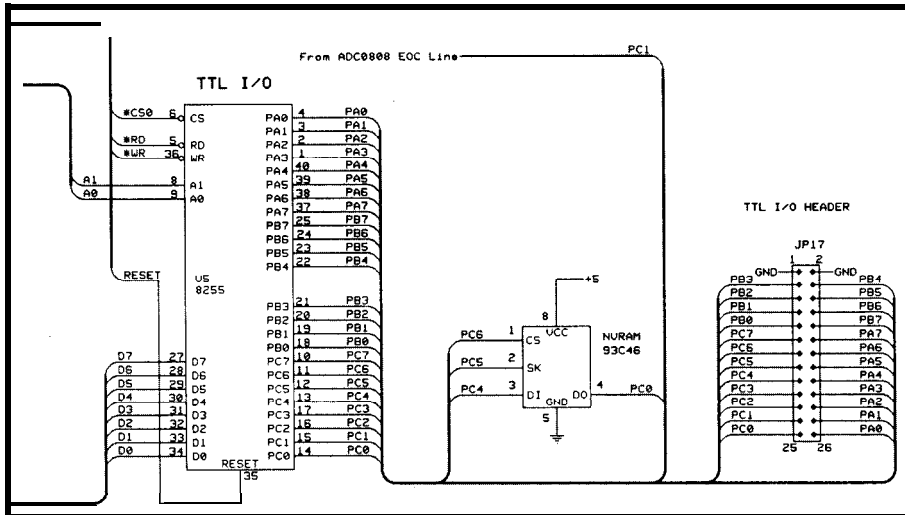 From ADC0808 EOC Line PC1
TTL I/O
*CS0 6 CS PA0 4 PA0
PA1 3 PA1
*RD 5 RD PA2 2 PA2
*WR 36 WR PA3 1 PA3
PA4 40 PA4
A1 8 A1 PA5 39 PA5
A0 9 A0 PA6 38 PA6
PA7 37 PA7
PB7 25 PB7
PB6 24 PB6
PB5 23 PB5
PB4 22 PB4
RESET
U5
8255
PB3 21 PB3
PB2 20 PB2
PB1 19 PB1
PB0 18 PB0
D7 27 D7 PC7 10 PC7
D6 28 D6 PC6 11 PC6
D5 29 D5 PC5 12 PC5
D4 30 D4 PC4 13 PC4
D3 31 D3 PC3 17 PC3
D2 32 D2 PC2 16 PC2
D1 33 D1 PC1 15 PC1
D0 34 D0 PC0 14 PC0
RESET
35
+5
8
VCC
NVRAM
93C46
PC6 1 CS
PC5 2 SK
PC4 3 DI DO 4 PC0
GND
5
TTL I/O HEADER
JP17
1 2
GND GND
PB3 PB4
PB2 PB5
PB1 PB6
PB0 PB7
PC7 PA7
PC6 PA6
PC5 PA5
PC4 PA4
PC3 PA3
PC2 PA2
PC1 PA1
PC0 PA0
25 26